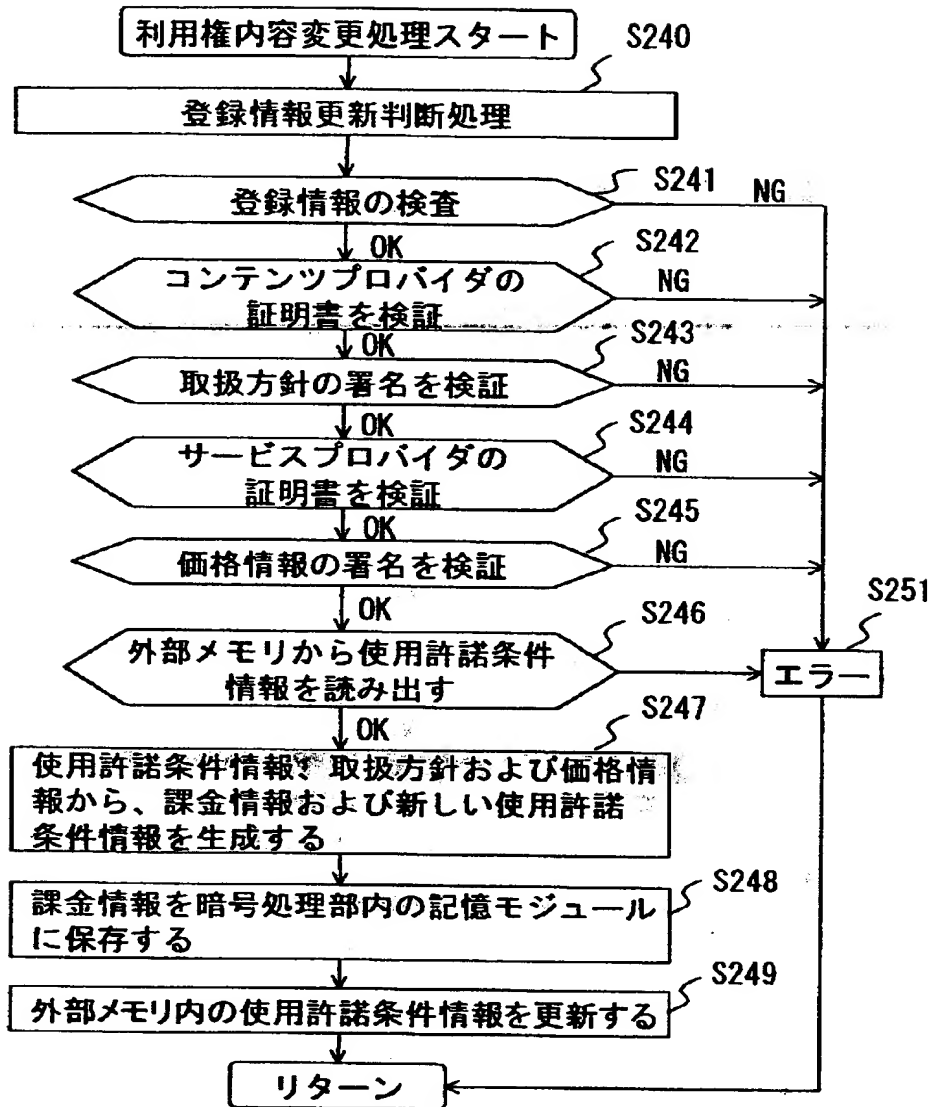 利用権内容変更処理スタート
S240
登録情報更新判断処理
S241
登録情報の検査
NG
OK
S242
コンテンツプロバイダの
証明書を検証
NG
OK
S243
取扱方針の署名を検証
NG
OK
S244
サービスプロバイダの
証明書を検証
NG
OK
S245
価格情報の署名を検証
NG
OK
S246
外部メモリから使用許諾条件
情報を読み出す
S251
エラー
OK
S247
使用許諾条件情報、取扱方針および価格情
報から、課金情報および新しい使用許諾
条件情報を生成する
S248
課金情報を暗号処理部内の記憶モジュール
に保存する
S249
外部メモリ内の使用許諾条件情報を更新する
リターン